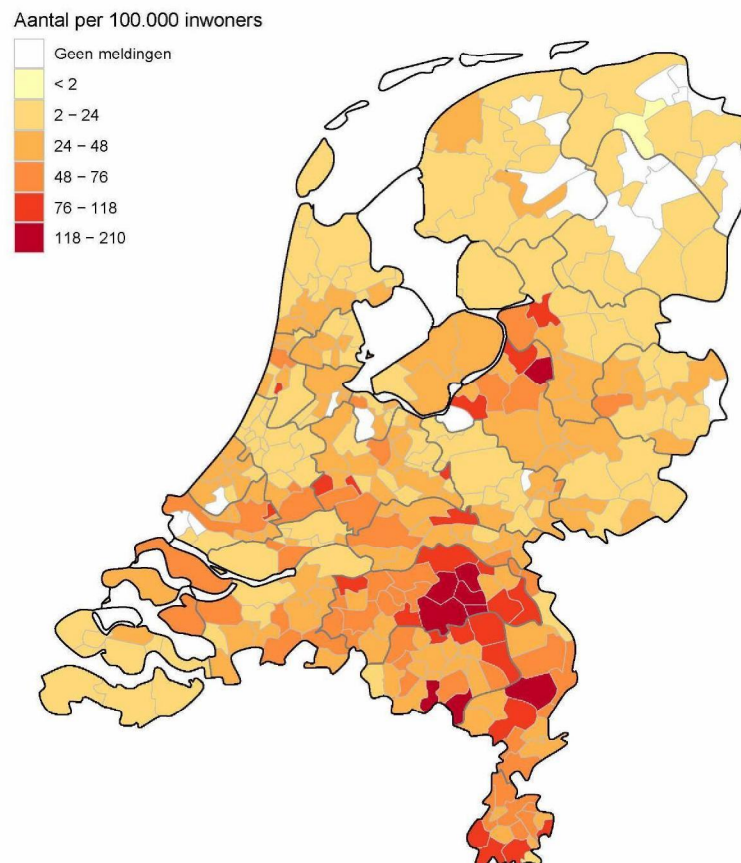 Aantal per 100.000 inwoners
Geen meldingen
< 2
2 – 24
24 – 48
48 – 76
76 – 118
118 – 210